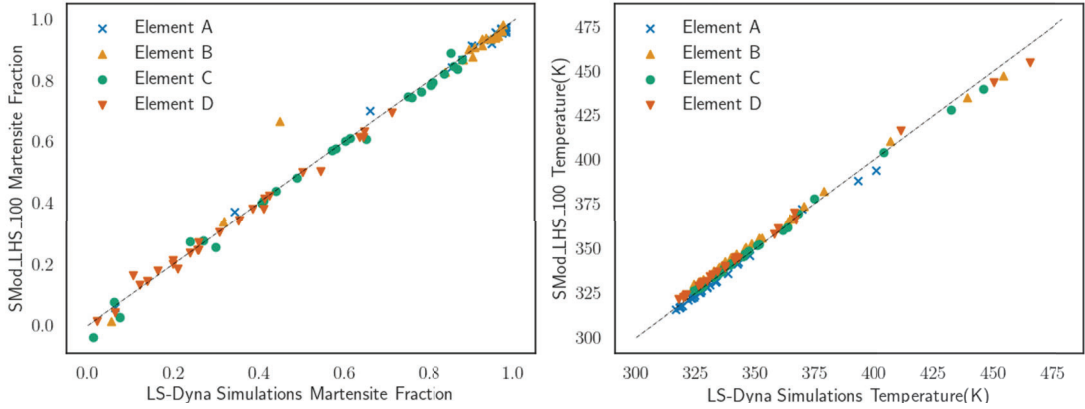 1.0
0.8
0.6
0.4
0.2
0.0
SMod_LHS_100 Martensite Fraction
Element A
Element B
Element C
Element D
0.0 0.2 0.4 0.6 0.8 1.0
LS-Dyna Simulations Martensite Fraction
475
450
425
400
375
350
325
300
SMod_LHS_100 Temperature(K)
Element A
Element B
Element C
Element D
300 325 350 375 400 425 450 475
LS-Dyna Simulations Temperature(K)